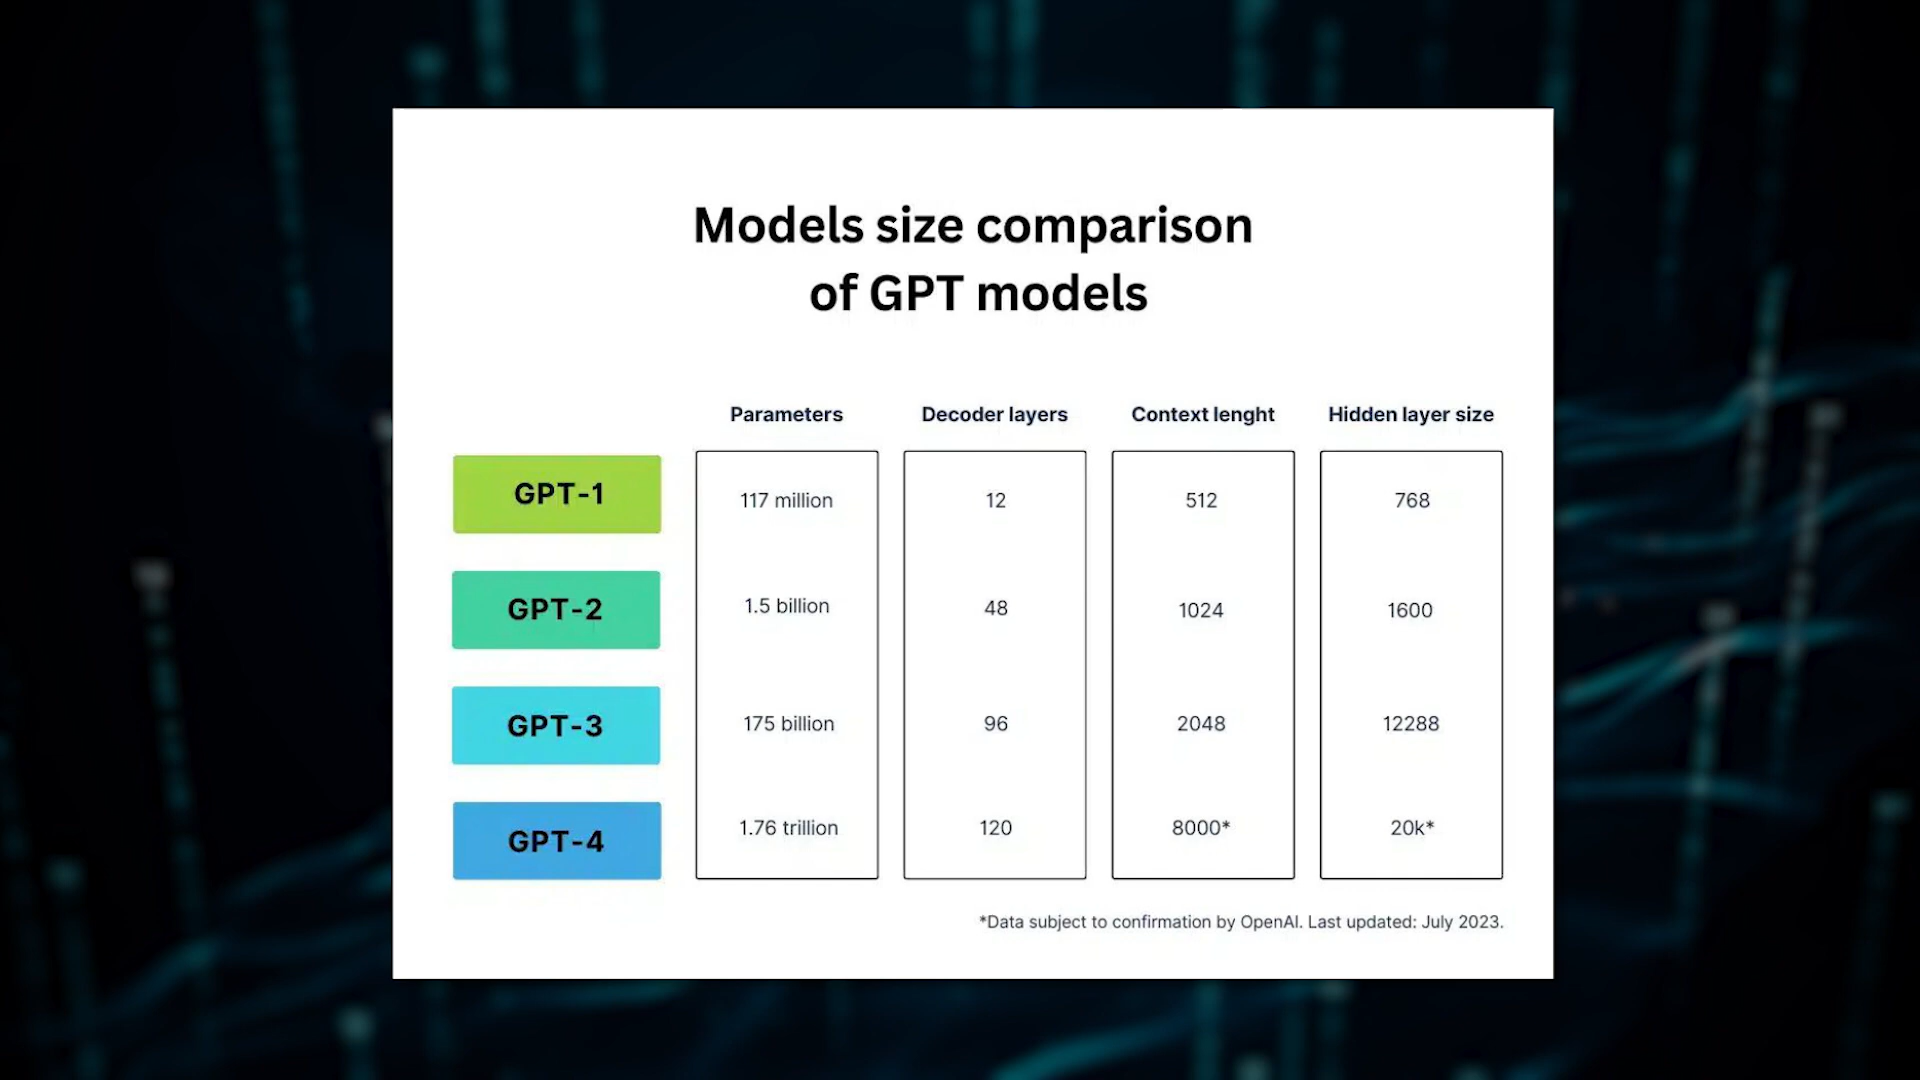 Models size comparison
of GPT models
Parameters Decoder layers Context lenght Hidden layer size
GPT-1 117 million 12 512 768
GPT-2 1.5 billion 48 1024 1600
GPT-3 175 billion 96 2048 12288
GPT-4 1.76 trillion 120 8000* 20k*
*Data subject to confirmation by OpenAI. Last updated: July 2023.